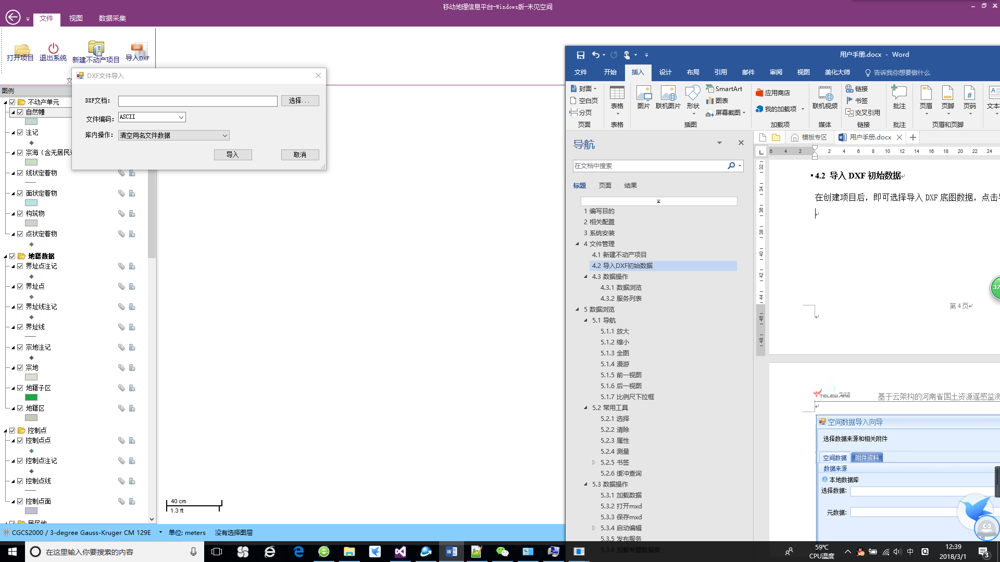 移动地理信息平台-Windows版-未见空间
文件
视图
数据采集
打开项目
退出系统
新建不动产项目
导入DXF
图例
不动产单元
自然幢
注记
宗海（含无居民
线状定着物
面状定着物
构筑物
点状定着物
地籍数据
界址点注记
界址点
界址线注记
界址线
宗地注记
宗地
地籍子区
地籍区
控制点
控制点点
控制点注记
控制点线
控制点面
居民地
DXF文件导入
DXF文档：
选择...
文件编码：
ASCII
库内操作：
清空同名文件数据
导入
取消
40 cm
1.3 ft
CGCS2000 / 3-degree Gauss-Kruger CM 129E
单位: meters
没有选择图层
用户手册.docx - Word
文件
开始
插入
设计
布局
引用
邮件
审阅
视图
美化大师
告诉我你想要做什么
封面
空白页
分页
页面
表格
表格
图片
联机图片
形状
SmartArt
图表
屏幕截图
插图
应用商店
我的加载项
加载项
联机视频
媒体
链接
书签
交叉引用
链接
批注
批注
页眉
页脚
页码
页眉和页脚
文本
导航
在文档中搜索
标题
页面
结果
1 编写目的
2 相关配置
3 系统安装
4 文件管理
4.1 新建不动产项目
4.2 导入DXF初始数据
4.3 数据操作
4.3.1 数据浏览
4.3.2 服务列表
5 数据浏览
5.1 导航
5.1.1 放大
5.1.2 缩小
5.1.3 全图
5.1.4 漫游
5.1.5 前一视图
5.1.6 后一视图
5.1.7 比例尺下拉框
5.2 常用工具
5.2.1 选择
5.2.2 清除
5.2.3 属性
5.2.4 测量
5.2.5 书签
5.2.6 缓冲查询
5.3 数据操作
5.3.1 加载数据
5.3.2 打开mxd
5.3.3 保存mxd
5.3.4 启动编辑
5.3.5 发布服务
5.3.6 加载专题数据集
模板专区
用户手册.docx
6 4 2 2 4 6 8 10 12 14 16 18 20 22 24
32
34
36
38
40
42
44
46
48
4.2 导入 DXF 初始数据
在创建项目后，即可选择导入 DXF 底图数据，点击
第 4 页
37
TELEWARE
基于云架构的河南省国土资源遥感监测
空间数据导入向导
选择数据来源和相关附件
空间数据
附件资料
数据来源
本地数据库
选择数据:
元数据:
在这里输入你要搜索的内容
59℃
CPU温度
中
12:39
2018/3/1
3